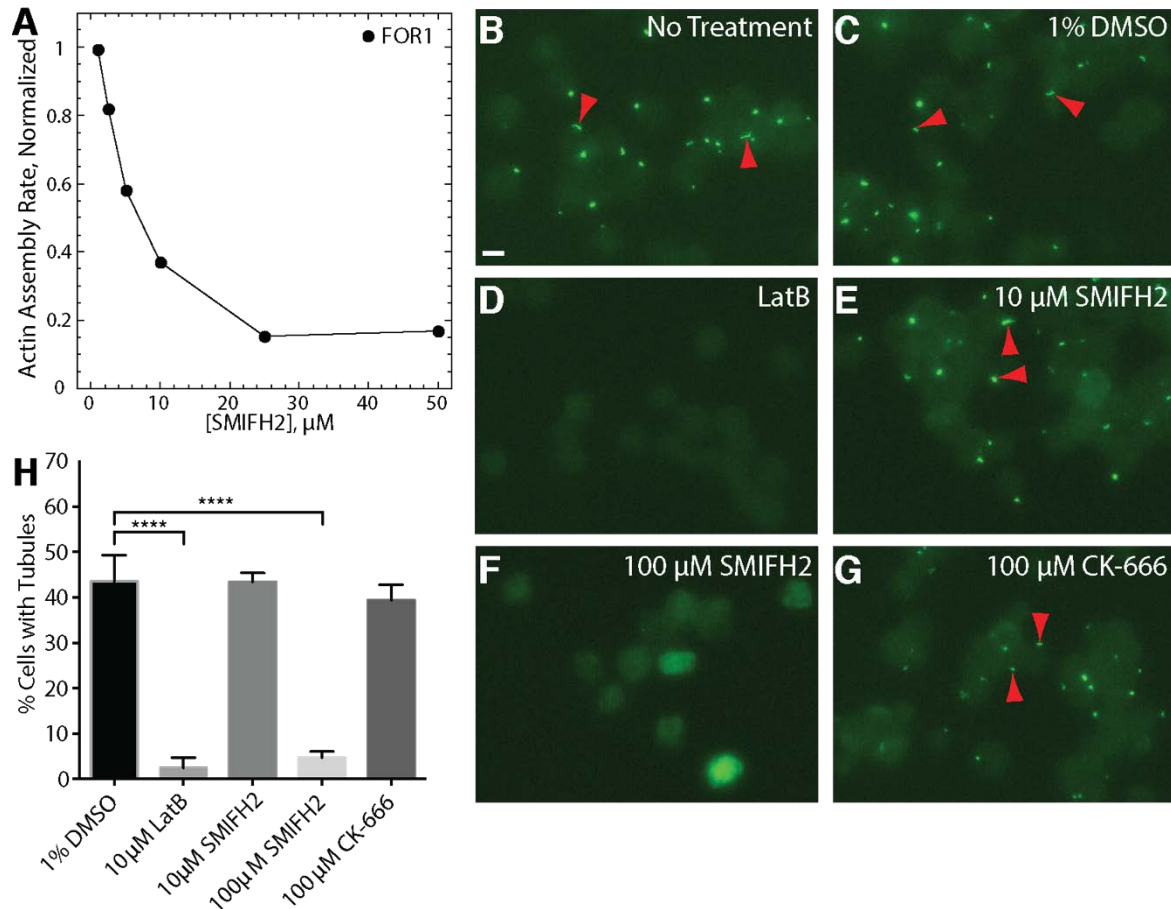 A
FOR1
Actin Assembly Rate, Normalized
1
0.8
0.6
0.4
0.2
0
0 10 20 30 40 50
[SMIFH2], μM
B
No Treatment
C
1% DMSO
D
LatB
E
10 μM SMIFH2
F
100 μM SMIFH2
G
100 μM CK-666
H
% Cells with Tubules
70
60
50
40
30
20
10
0
****
****
1% DMSO
10μM LatB
10μM SMIFH2
100μM SMIFH2
100 μM CK-666